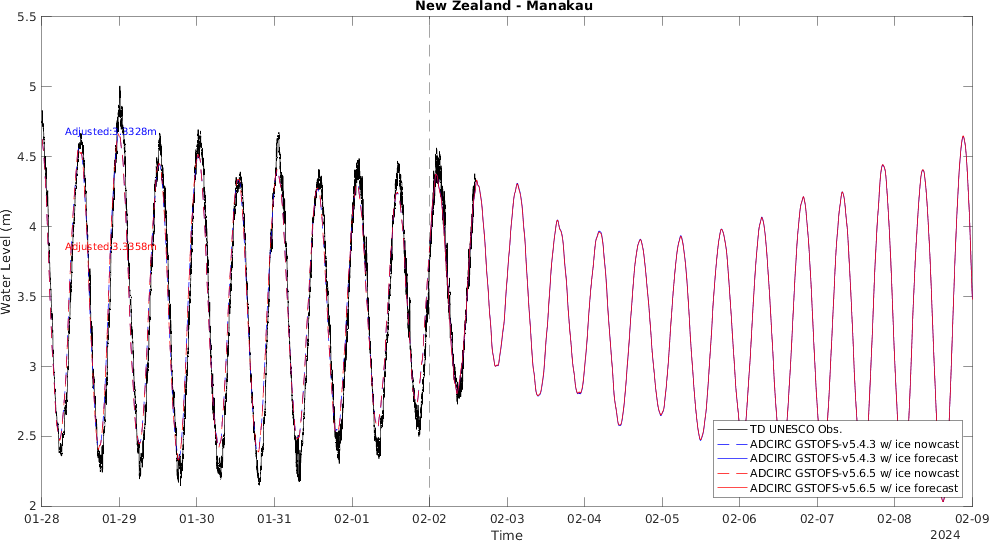 New Zealand - Manakau
5.5
5
4.5
4
3.5
3
2.5
2
Water Level (m)
Adjusted:3.3328m
Adjusted:3.3358m
TD UNESCO Obs.
ADCIRC GSTOFS-v5.4.3 w/ ice nowcast
ADCIRC GSTOFS-v5.4.3 w/ ice forecast
ADCIRC GSTOFS-v5.6.5 w/ ice nowcast
ADCIRC GSTOFS-v5.6.5 w/ ice forecast
01-28 01-29 01-30 01-31 02-01 02-02 02-03 02-04 02-05 02-06 02-07 02-08 02-09
Time
2024